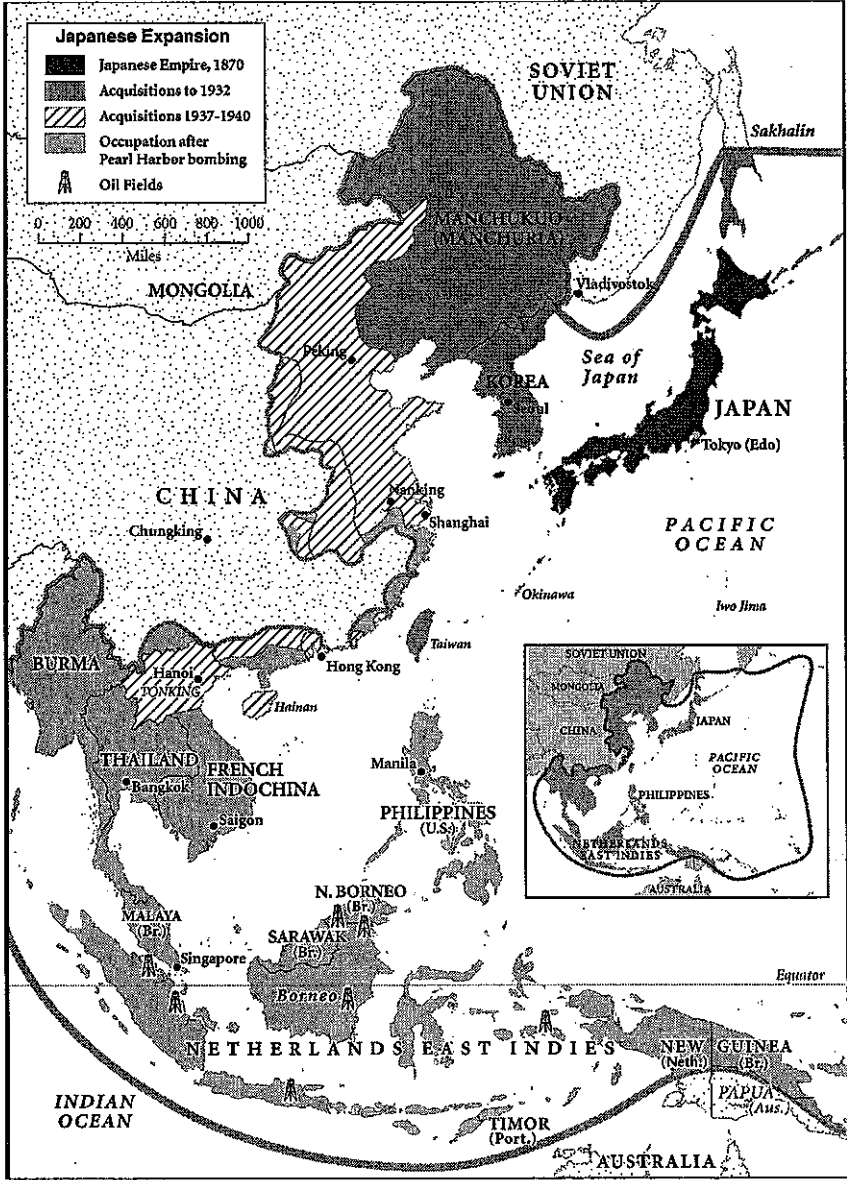 Japanese Expansion
Japanese Empire, 1870
Acquisitions to 1932
Acquisitions 1937-1940
Occupation after
Pearl Harbor bombing
Oil Fields
0 200 400 600 800 1000
Miles
SOVIET
UNION
Sakhalin
MANCHUKUO
(MANCHURIA)
MONGOLIA
Vladivostok
Peking
Sea of
Japan
KOREA
Seoul
JAPAN
Tokyo (Edo)
CHINA
Nanking
Shanghai
Chungking
PACIFIC
OCEAN
Okinawa
Iwo Jima
Taiwan
BURMA
Hanoi
TONKING
Hong Kong
Hainan
THAILAND
Bangkok
FRENCH
INDOCHINA
Saigon
Manila
PHILIPPINES
(U.S.)
SOVIET UNION
MONGOLIA
JAPAN
CHINA
PACIFIC
OCEAN
PHILIPPINES
NETHERLANDS
EAST INDIES
AUSTRALIA
N. BORNEO
(Br.)
MALAYA
(Br.)
SARAWAK
(Br.)
Singapore
Equator
Borneo
NETHERLANDS EAST INDIES
NEW GUINEA
(Neth.) (Br.)
PAPUA
(Aus.)
INDIAN
OCEAN
TIMOR
(Port.)
AUSTRALIA